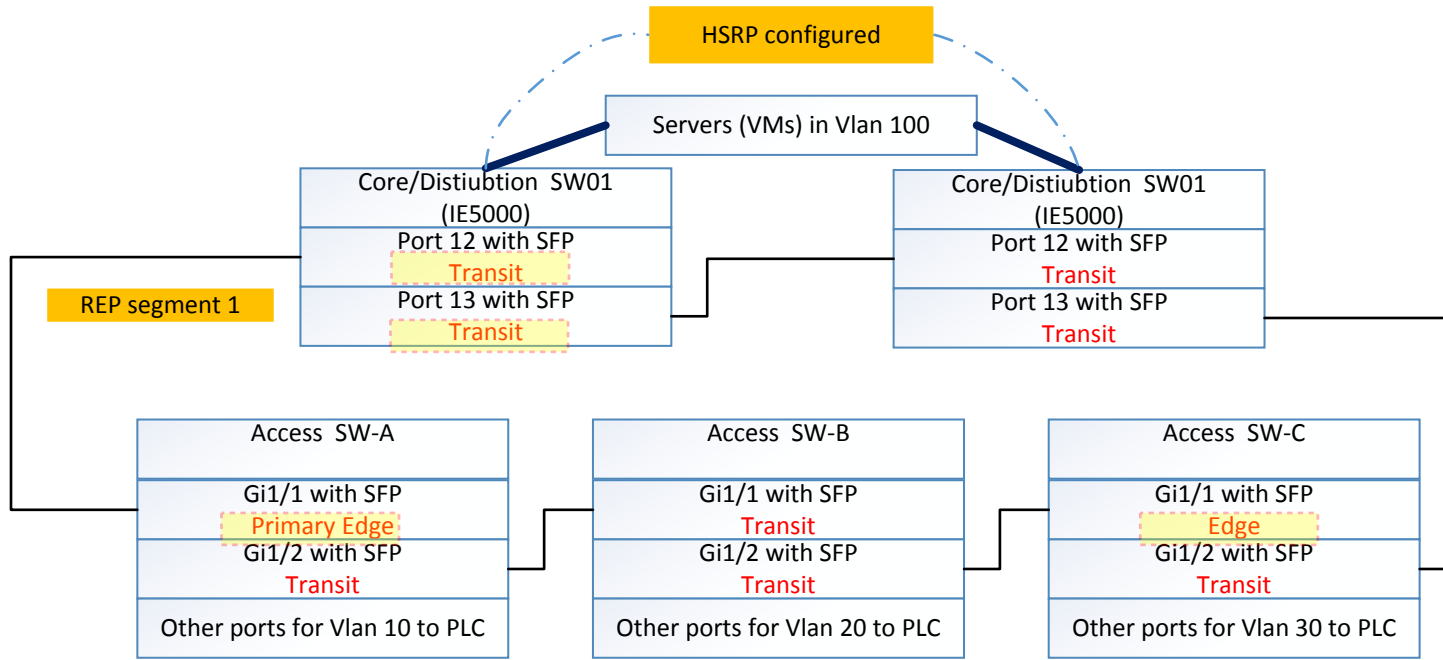 HSRP configured
Servers (VMs) in Vlan 100
Core/Distiubtion SW01
(IE5000)
Port 12 with SFP
Transit
Port 13 with SFP
Transit
Core/Distiubtion SW01
(IE5000)
Port 12 with SFP
Transit
Port 13 with SFP
Transit
REP segment 1
Access SW-A
Gi1/1 with SFP
Primary Edge
Gi1/2 with SFP
Transit
Other ports for Vlan 10 to PLC
Access SW-B
Gi1/1 with SFP
Transit
Gi1/2 with SFP
Transit
Other ports for Vlan 20 to PLC
Access SW-C
Gi1/1 with SFP
Edge
Gi1/2 with SFP
Transit
Other ports for Vlan 30 to PLC